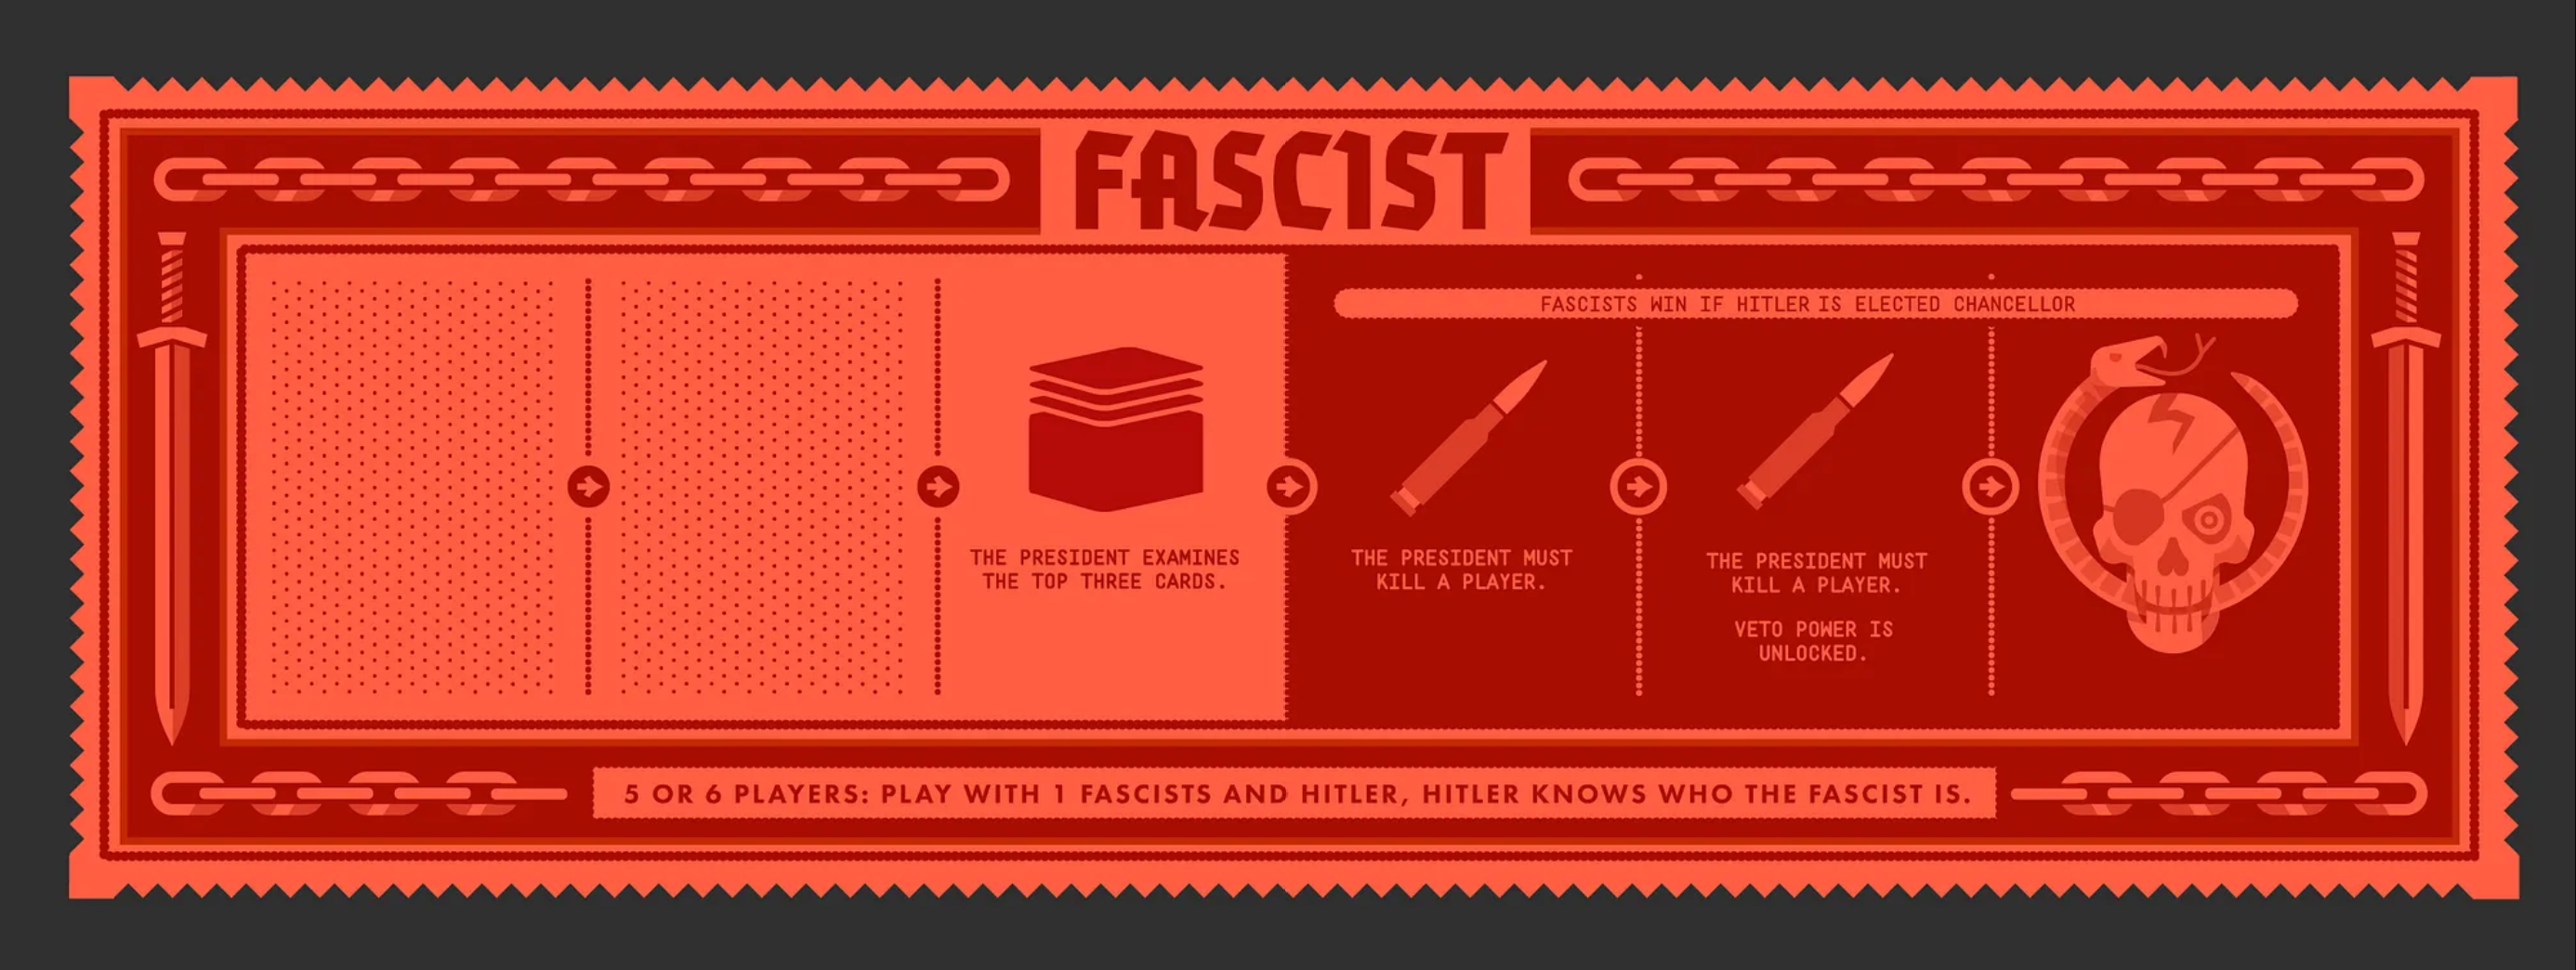 FASCIST
FASCISTS WIN IF HITLER IS ELECTED CHANCELLOR
THE PRESIDENT EXAMINES
THE TOP THREE CARDS.
THE PRESIDENT MUST
KILL A PLAYER.
THE PRESIDENT MUST
KILL A PLAYER.
VETO POWER IS
UNLOCKED.
5 OR 6 PLAYERS: PLAY WITH 1 FASCISTS AND HITLER, HITLER KNOWS WHO THE FASCIST IS.